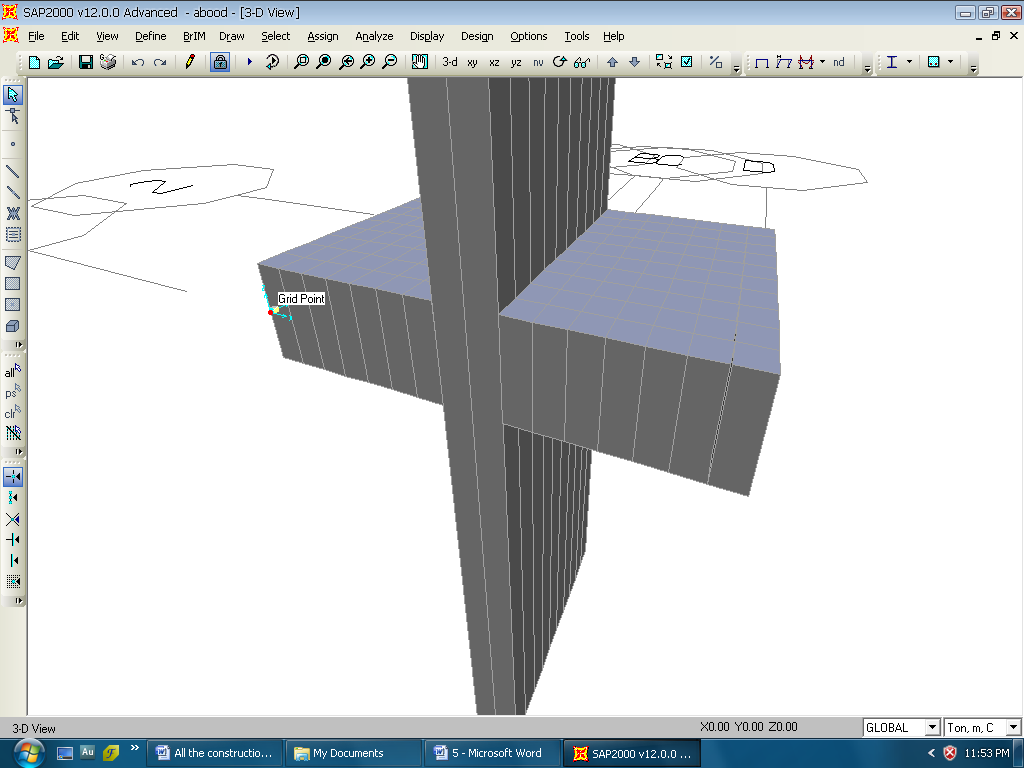 SAP2000 v12.0.0 Advanced - abood - [3-D View]
File Edit View Define BrIM Draw Select Assign Analyze Display Design Options Tools Help
3-d xy xz yz nv nd
all
ps
clr
Grid Point
2
3-D View X0.00 Y0.00 Z0.00 GLOBAL Ton, m, C
Au All the constructio... My Documents 5 - Microsoft Word SAP2000 v12.0.0 ... 11:53 PM